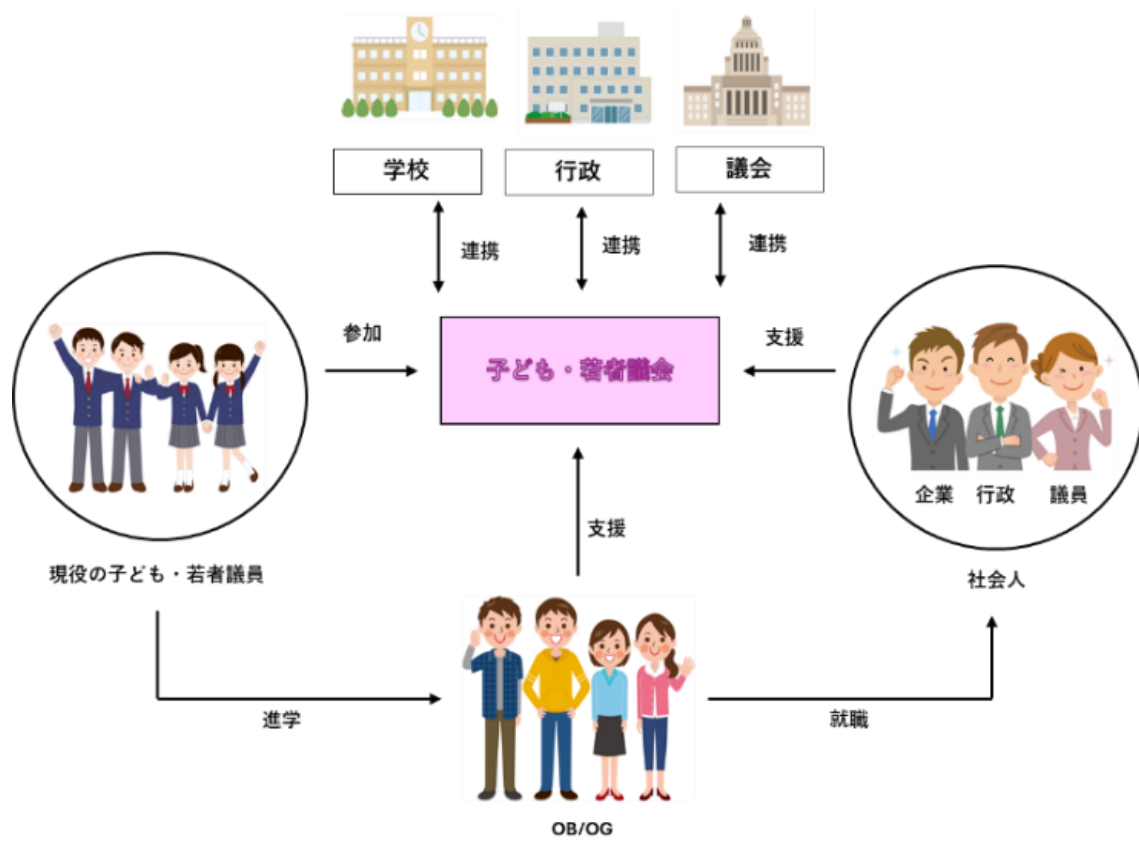 学校
行政
議会
連携
連携
連携
参加
子ども・若者議会
支援
企業
行政
議員
支援
現役の子ども・若者議員
社会人
進学
就職
OB/OG